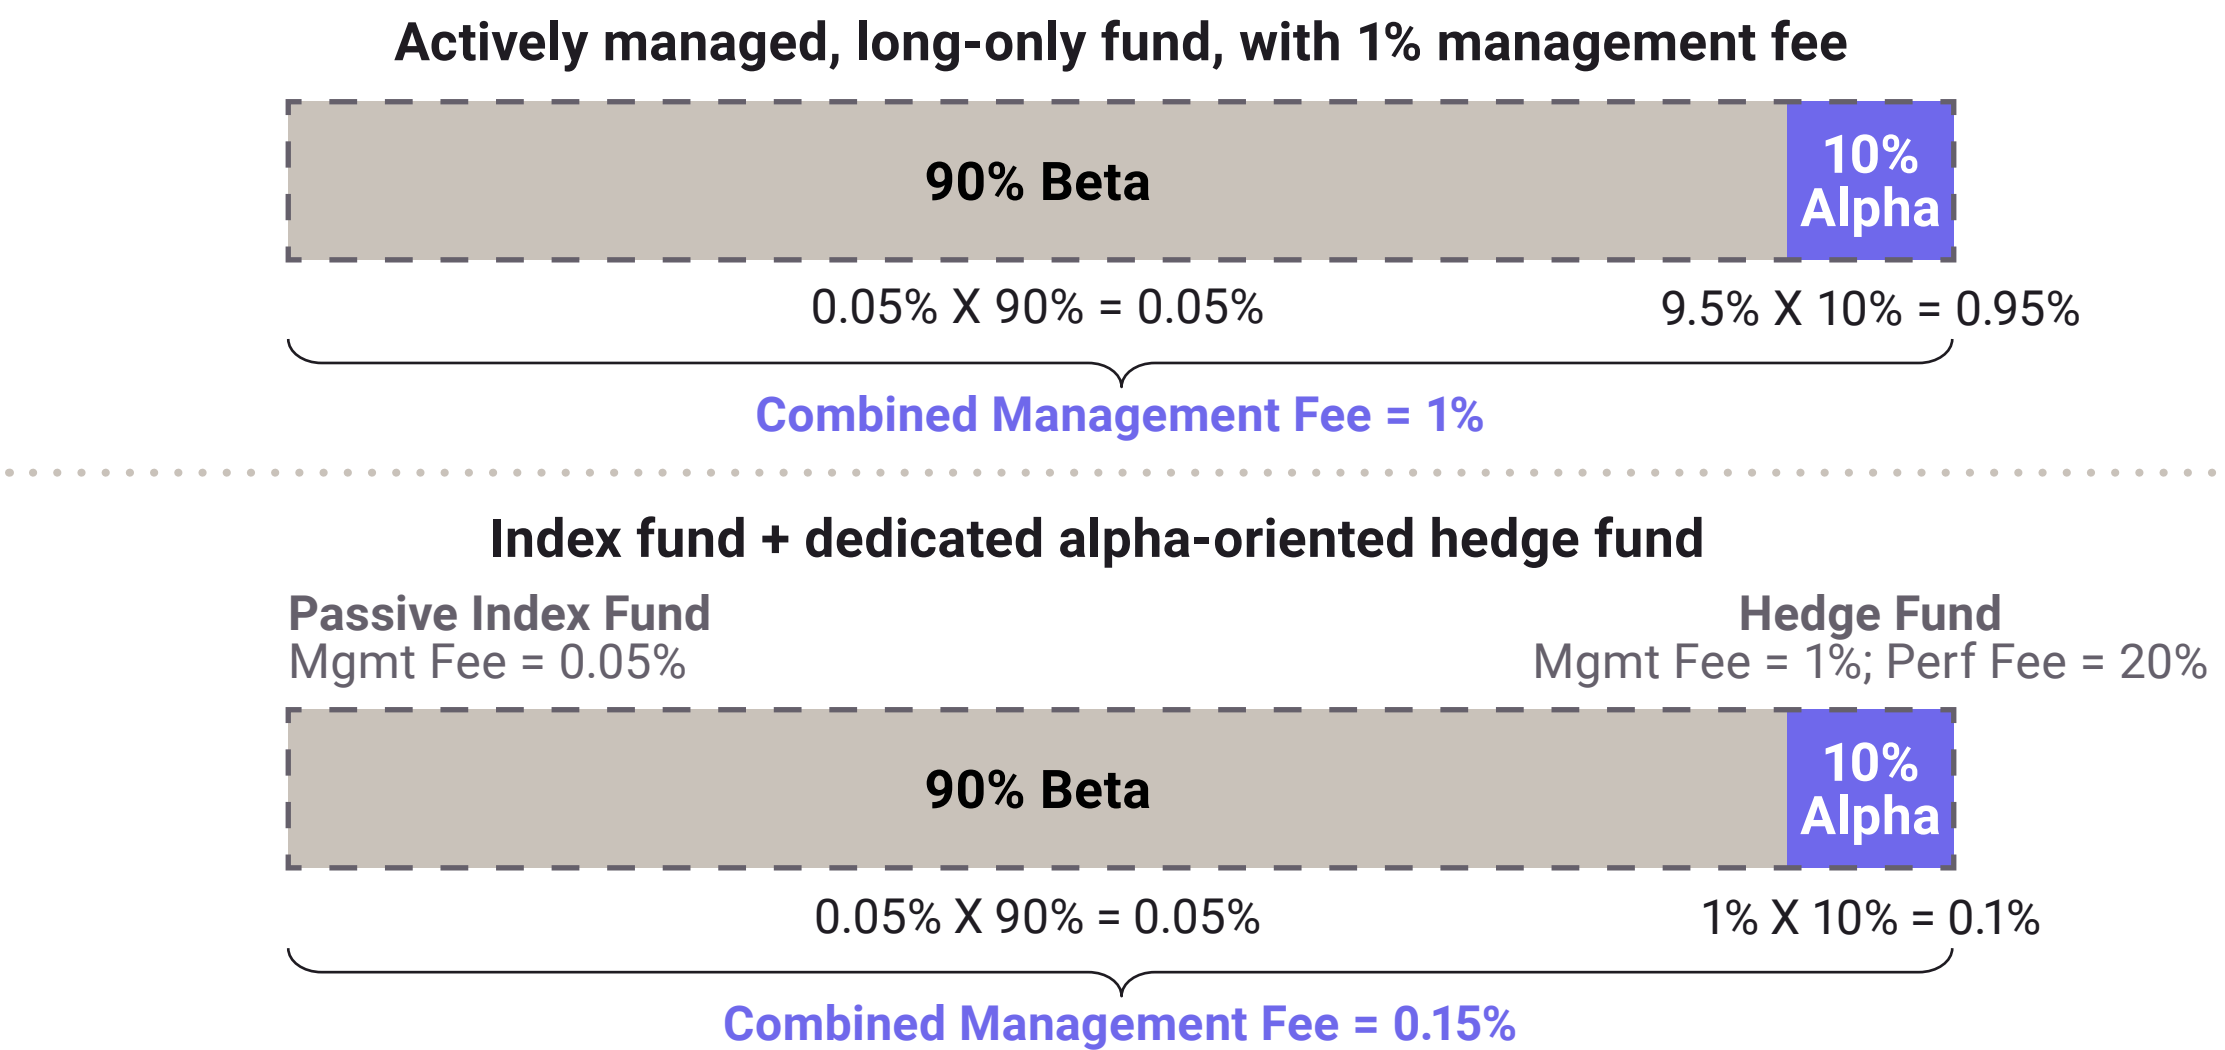 Actively managed, long-only fund, with 1% management fee
90% Beta
10%
Alpha
0.05% X 90% = 0.05%
9.5% X 10% = 0.95%
Combined Management Fee = 1%
Index fund + dedicated alpha-oriented hedge fund
Passive Index Fund
Mgmt Fee = 0.05%
Hedge Fund
Mgmt Fee = 1%; Perf Fee = 20%
90% Beta
10%
Alpha
0.05% X 90% = 0.05%
1% X 10% = 0.1%
Combined Management Fee = 0.15%